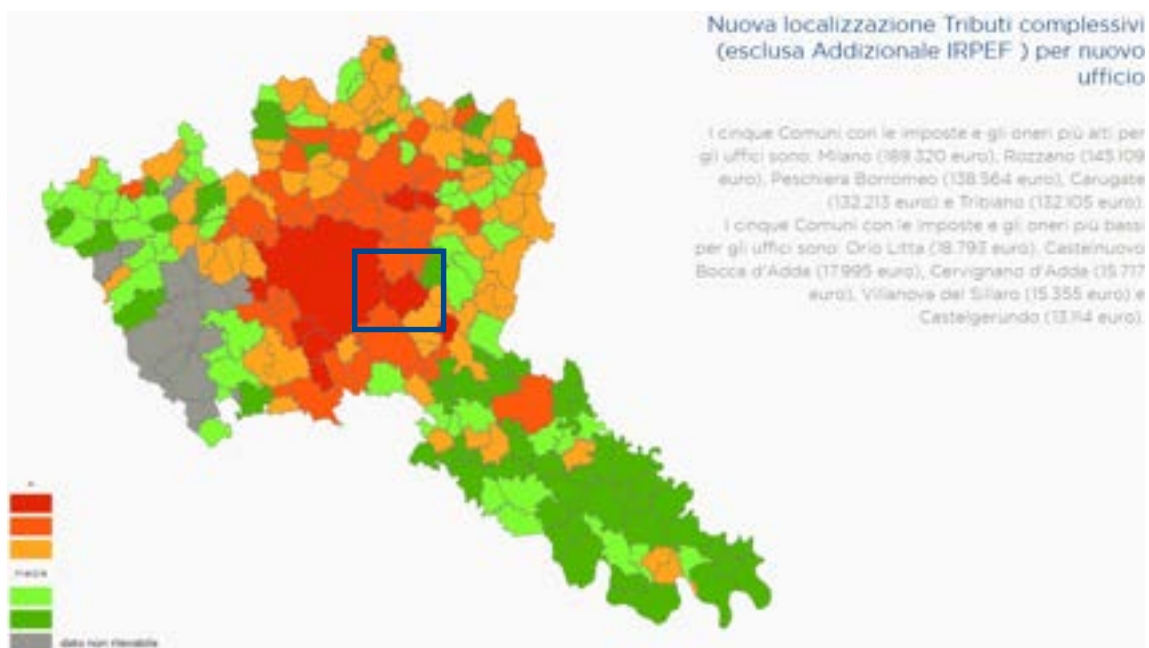 Nuova localizzazione Tributi complessivi
(esclusa Addizionale IRPEF ) per nuovo
ufficio
I cinque Comuni con le imposte e gli oneri più alti per
gli uffici sono: Milano (189.320 euro), Rozzano (145.109
euro), Peschiera Borromeo (138.564 euro), Carugate
(132.213 euro) e Tribiano (132.105 euro).
I cinque Comuni con le imposte e gli oneri più bassi
per gli uffici sono: Orio Litta (18.793 euro), Castelnuovo
Bocca d'Adda (17.995 euro), Cervignano d'Adda (15.717
euro), Villanova del Sillaro (15.355 euro) e
Castelgerundo (13.114 euro).
media
dato non rilevabile